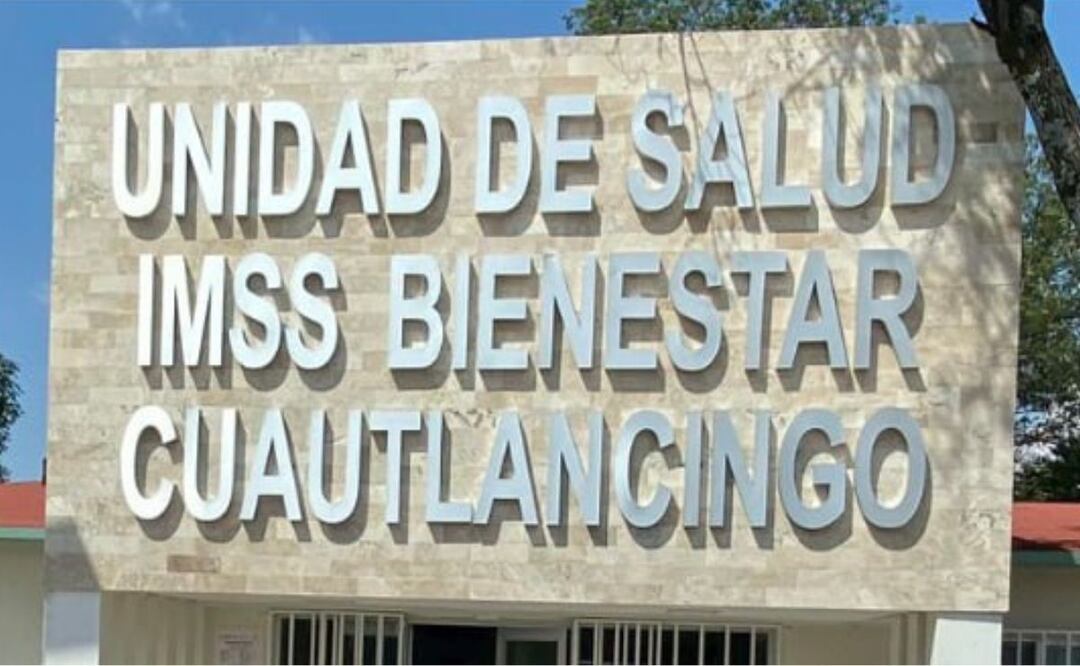 UNIDAD DE SALUD
IMSS BIENESTAR
CUAUTLANCINGO